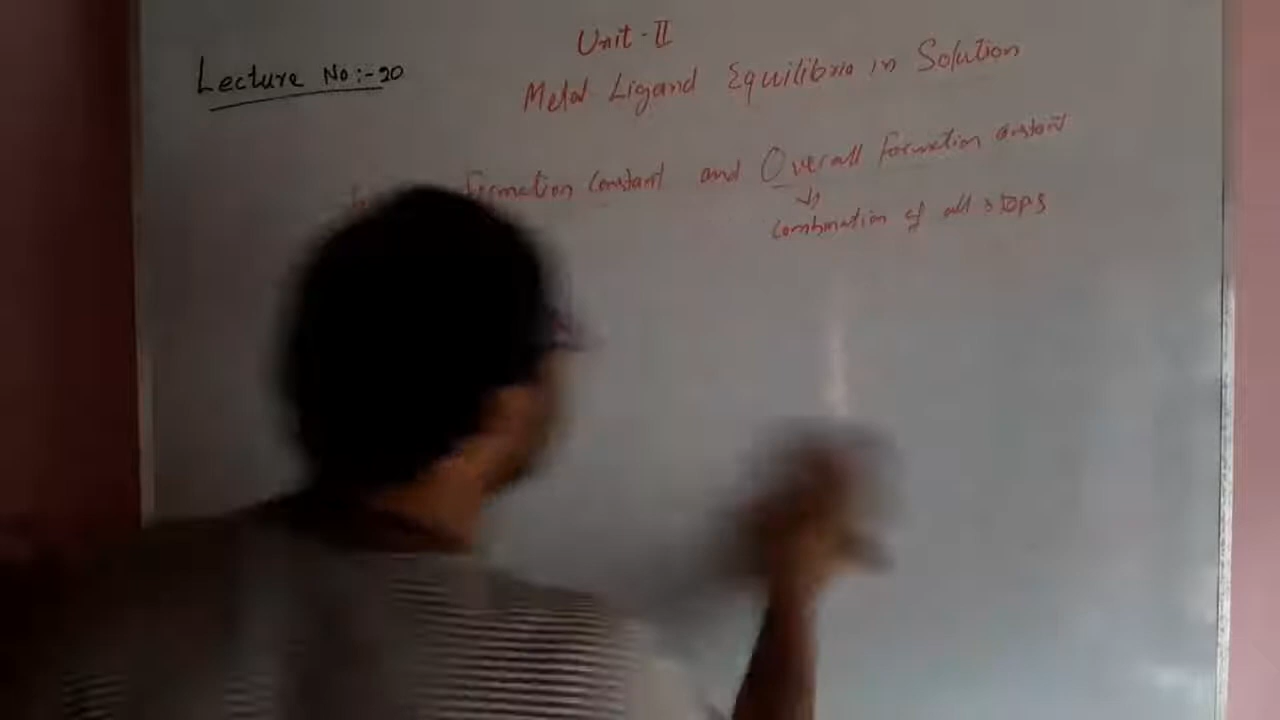 Unit - II
Lecture No:- 20
Metal Ligand Equilibria in Solution
Formation Constant and Overall formation constant
Combination of all steps